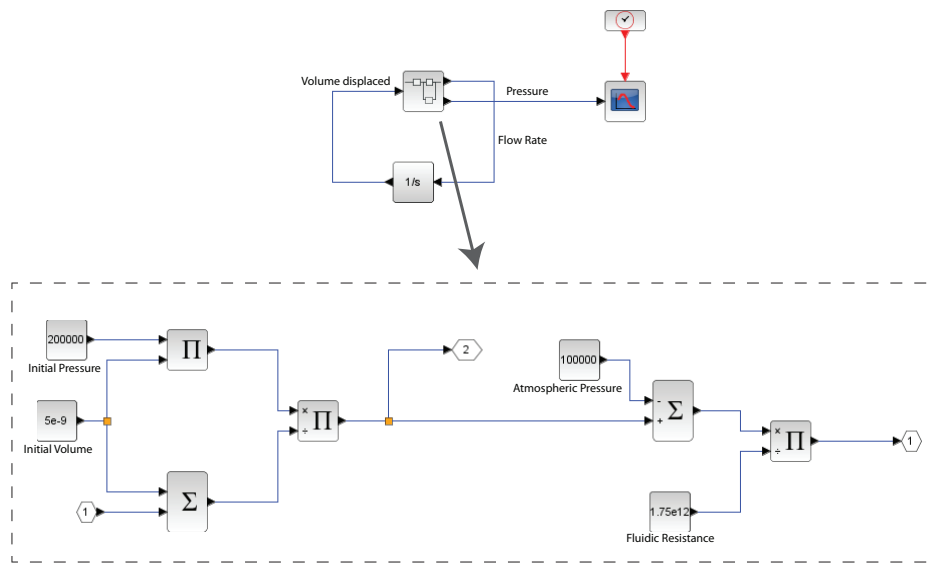 Volume displaced
Pressure
Flow Rate
1/s
200000
Π
2
Initial Pressure
100000
Atmospheric Pressure
-
Σ
+
5e-9
×
÷
Π
Initial Volume
×
÷
Π
1
Σ
1
1.75e12
Fluidic Resistance